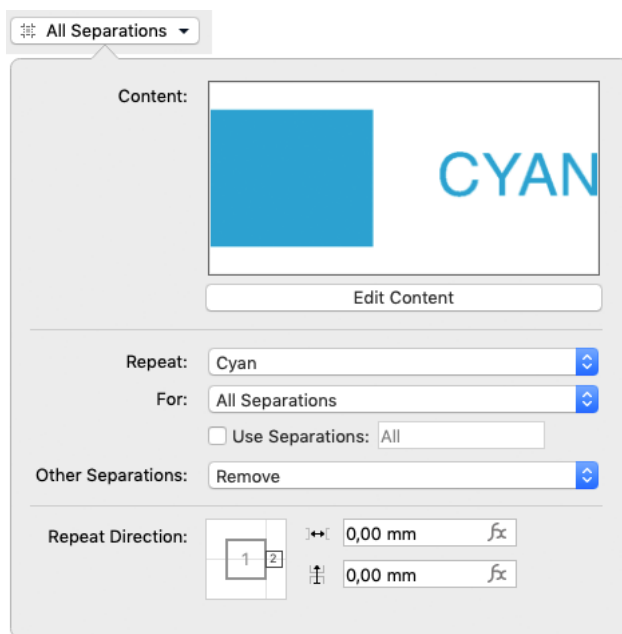 All Separations
Content:
CYAN
Edit Content
Repeat: Cyan
For: All Separations
Use Separations: All
Other Separations: Remove
Repeat Direction: 1 2 0,00 mm fx
0,00 mm fx